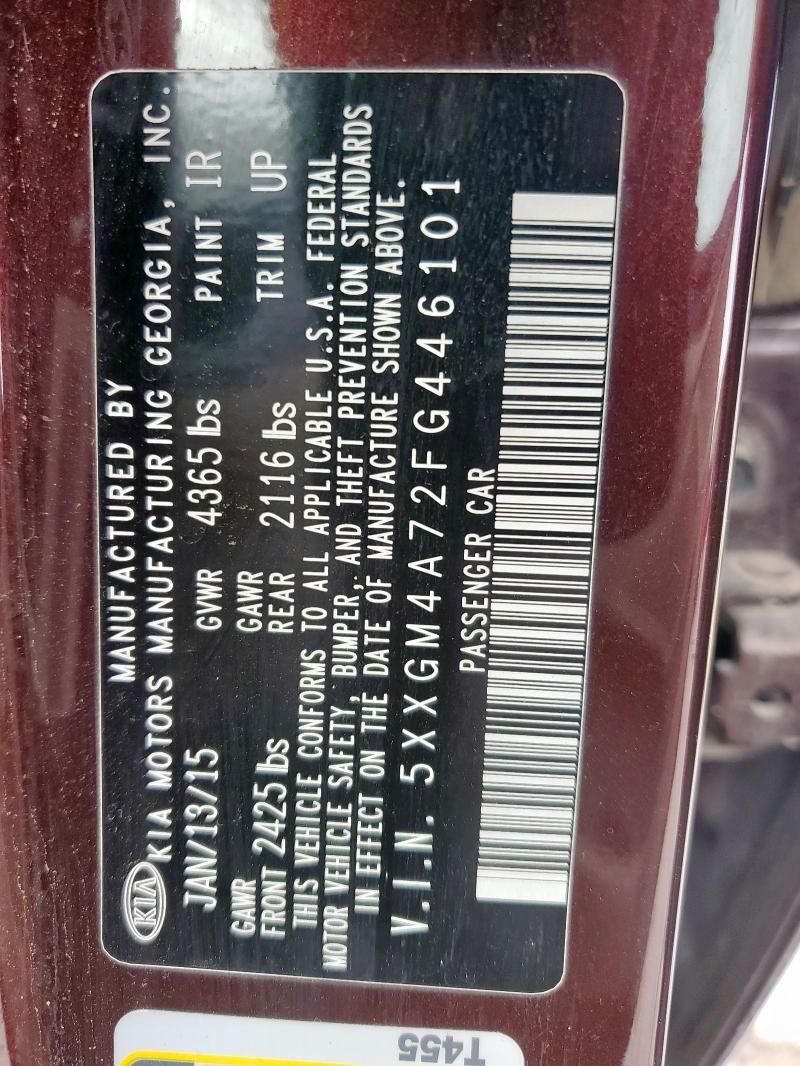 KIA
MANUFACTURED BY
KIA MOTORS MANUFACTURING GEORGIA, INC.
JAN/13/15 GVWR 4365 lbs PAINT IR
GAWR FRONT 2425 lbs GAWR REAR 2116 lbs TRIM UP
THIS VEHICLE CONFORMS TO ALL APPLICABLE U.S.A. FEDERAL
MOTOR VEHICLE SAFETY, BUMPER, AND THEFT PREVENTION STANDARDS
IN EFFECT ON THE DATE OF MANUFACTURE SHOWN ABOVE.
V.I.N. 5XXGM4A72FG446101
PASSENGER CAR
T455